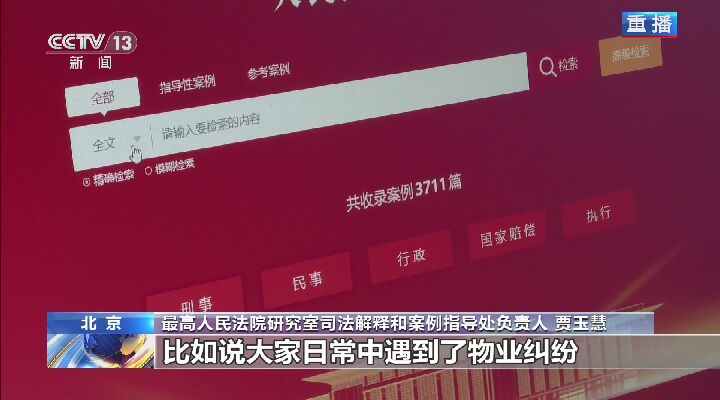 CCTV 13
新闻
重播
全部
指导性案例
参考案例
全文
请输入要检索的内容
检索
高级检索
精确检索
模糊检索
共收录案例 3711 篇
刑事
民事
行政
国家赔偿
执行
北京
最高人民法院研究室司法解释和案例指导处负责人 贾玉慧
比如说大家日常中遇到了物业纠纷